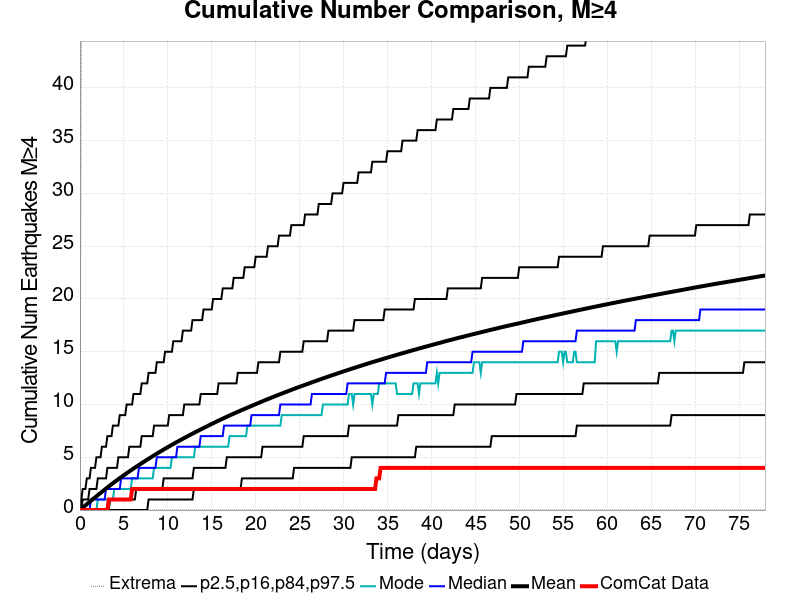 Cumulative Number Comparison, M≥4
Cumulative Num Earthquakes M≥4
40
35
30
25
20
15
10
5
0
0 5 10 15 20 25 30 35 40 45 50 55 60 65 70 75
Time (days)
Extrema p2.5,p16,p84,p97.5 Mode Median Mean ComCat Data